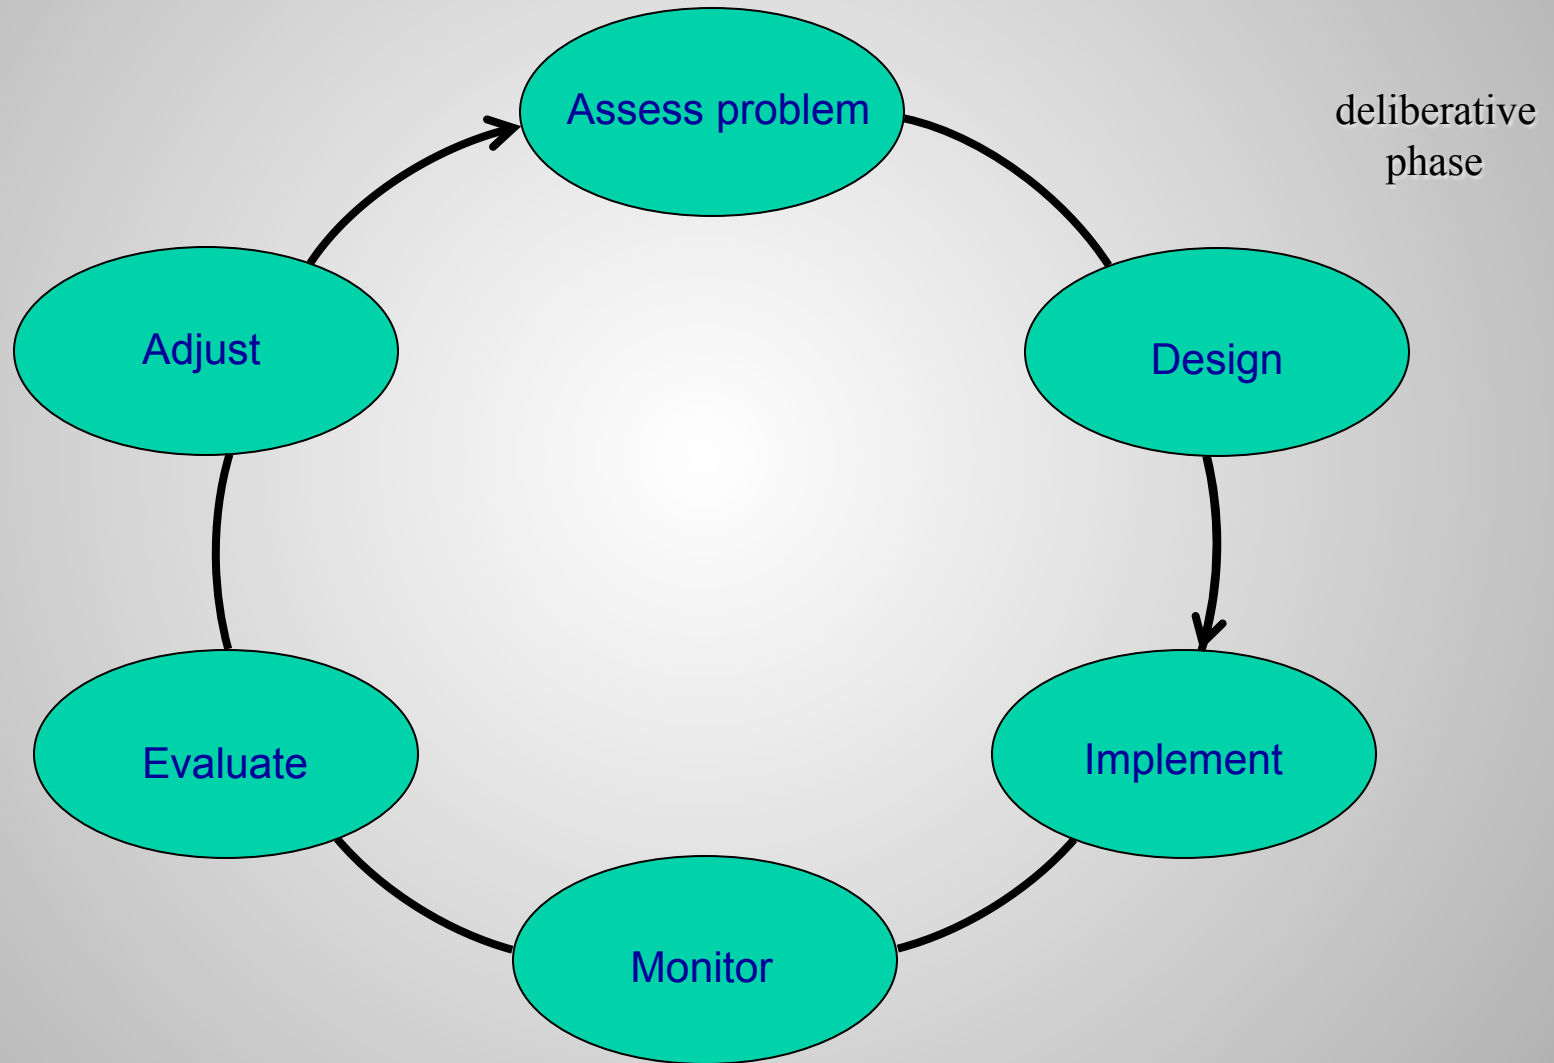 Assess problem
deliberative
phase
Adjust
Design
Evaluate
Implement
Monitor